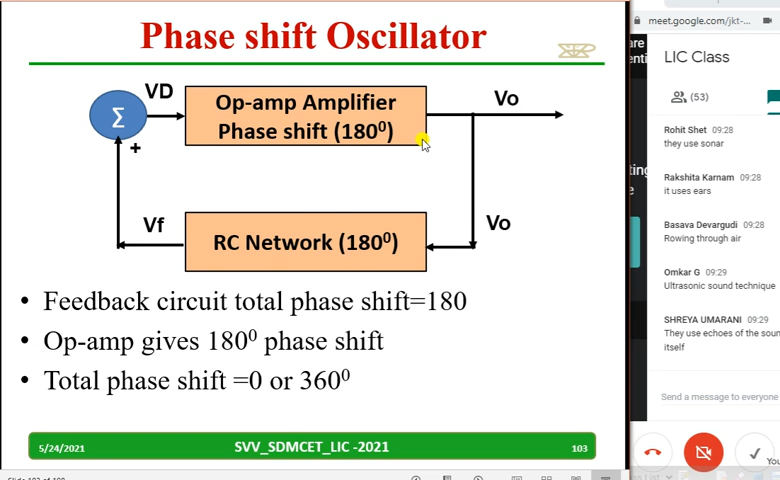 Phase shift Oscillator
VD
Σ
+
Op-amp Amplifier
Phase shift (180⁰)
Vo
Vf
RC Network (180⁰)
Vo
• Feedback circuit total phase shift=180
• Op-amp gives 180⁰ phase shift
• Total phase shift =0 or 360⁰
5/24/2021
SVV_SDMCET_LIC -2021
103
meet.google.com/jkt-...
LIC Class
(53)
Rohit Shet 09:28
they use sonar
Rakshita Karnam 09:28
it uses ears
Basava Devargudi 09:28
Rowing through air
Omkar G 09:29
Ultrasonic sound technique
SHREYA UMARANI 09:29
They use echoes of the soun
itself
Send a message to everyone
You